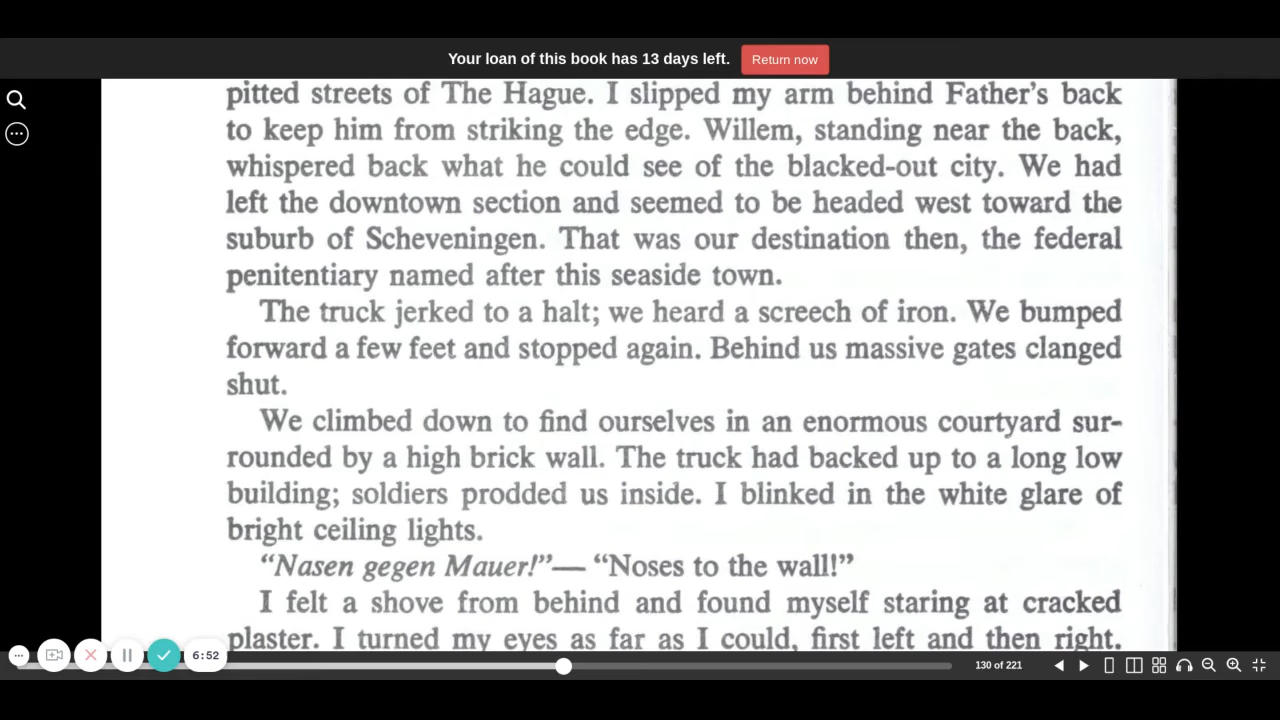 Your loan of this book has 13 days left. Return now
pitted streets of The Hague. I slipped my arm behind Father's back
to keep him from striking the edge. Willem, standing near the back,
whispered back what he could see of the blacked-out city. We had
left the downtown section and seemed to be headed west toward the
suburb of Scheveningen. That was our destination then, the federal
penitentiary named after this seaside town.
The truck jerked to a halt; we heard a screech of iron. We bumped
forward a few feet and stopped again. Behind us massive gates clanged
shut.
We climbed down to find ourselves in an enormous courtyard sur-
rounded by a high brick wall. The truck had backed up to a long low
building; soldiers prodded us inside. I blinked in the white glare of
bright ceiling lights.
“Nasen gegen Mauer!”— “Noses to the wall!”
I felt a shove from behind and found myself staring at cracked
plaster. I turned my eyes as far as I could, first left and then right.
6:52
130 of 221